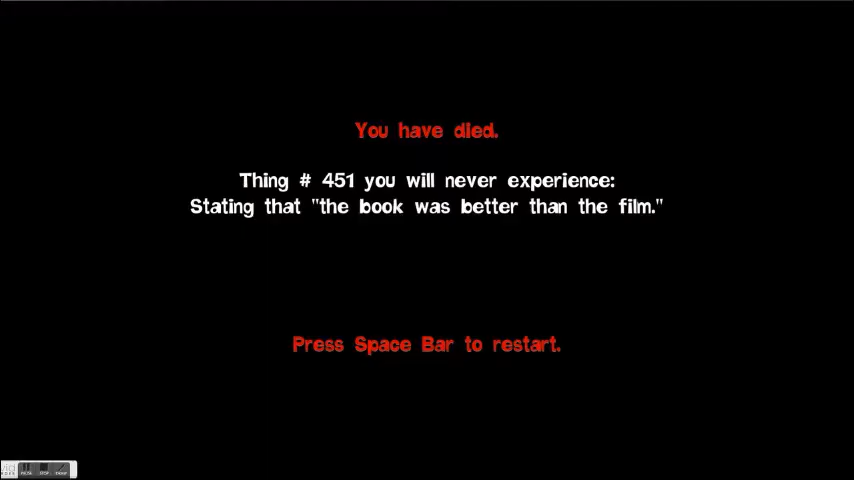 You have died.
Thing # 451 you will never experience:
Stating that "the book was better than the film."
Press Space Bar to restart.